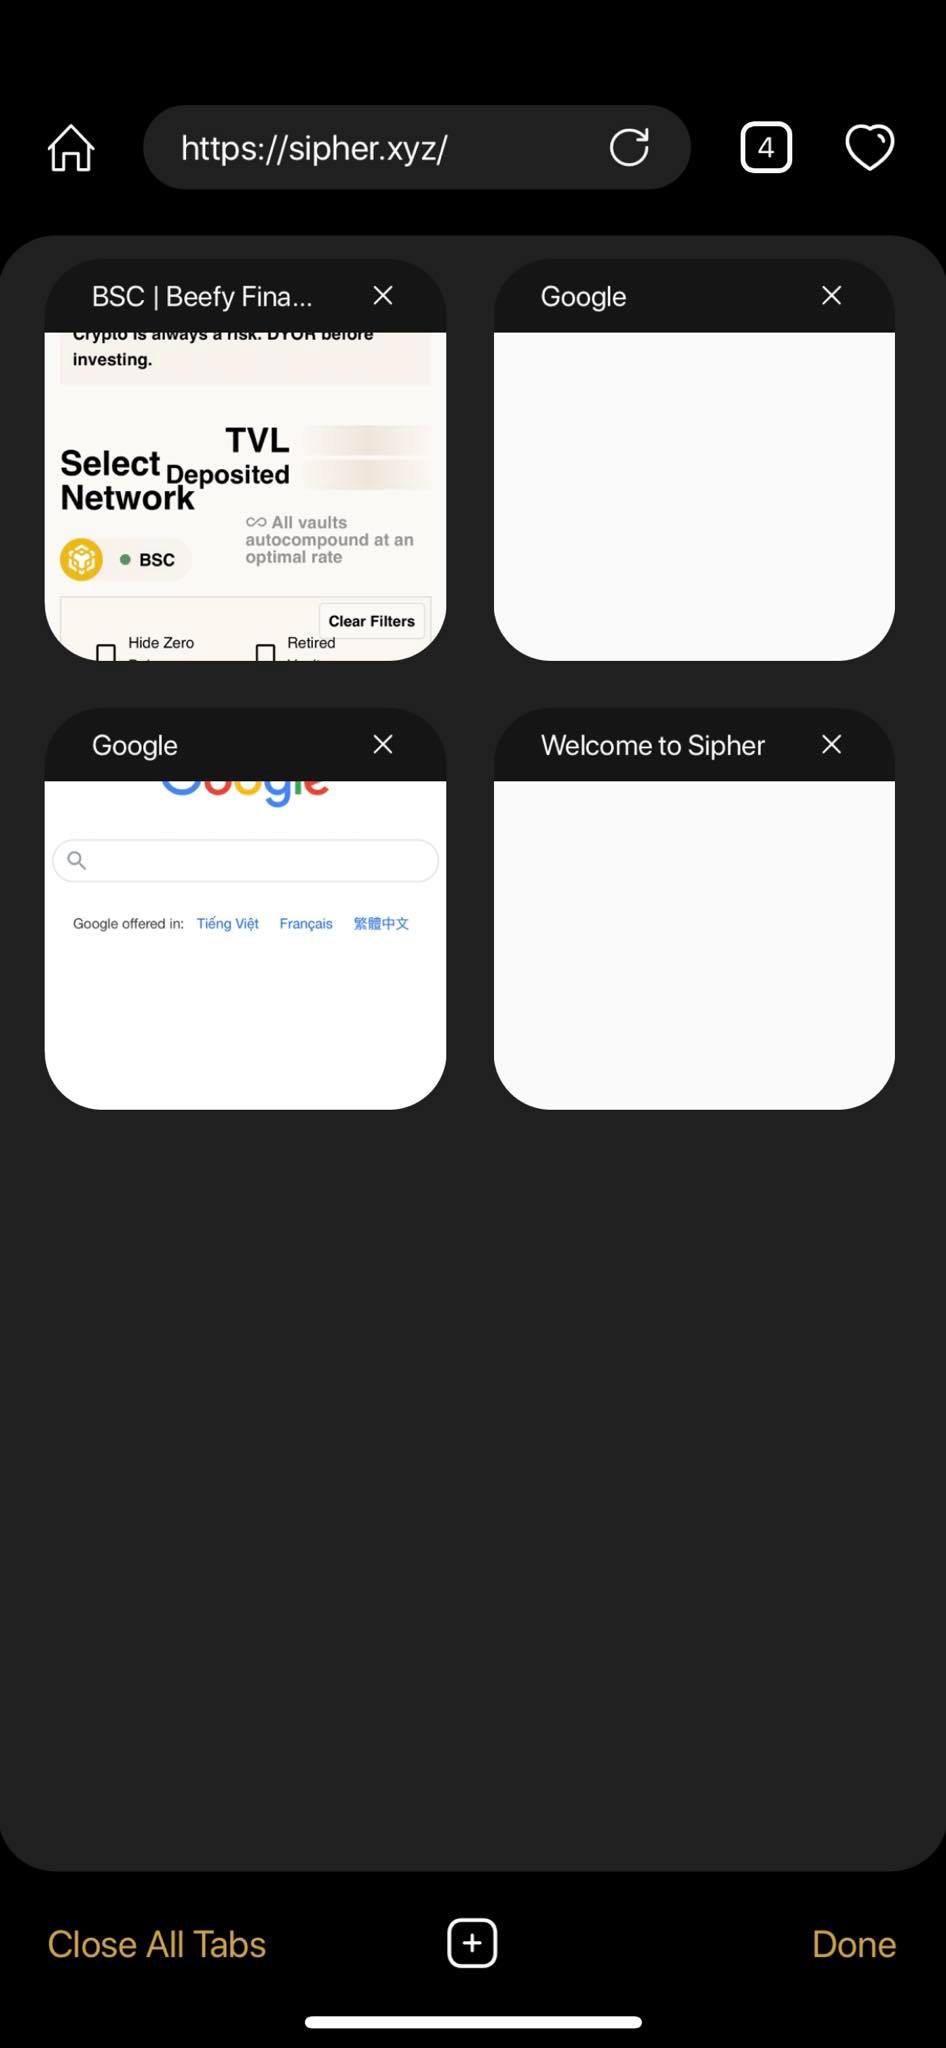 https://sipher.xyz/
4
BSC | Beefy Fina...
Google
Crypto is always a risk. DYOR before
investing.
TVL
Deposited
Select
Network
∞ All vaults
autocompound at an
optimal rate
BSC
Clear Filters
Hide Zero
Retired
Google
Welcome to Sipher
Google
Google offered in: Tiếng Việt Français 繁體中文
Close All Tabs
Done